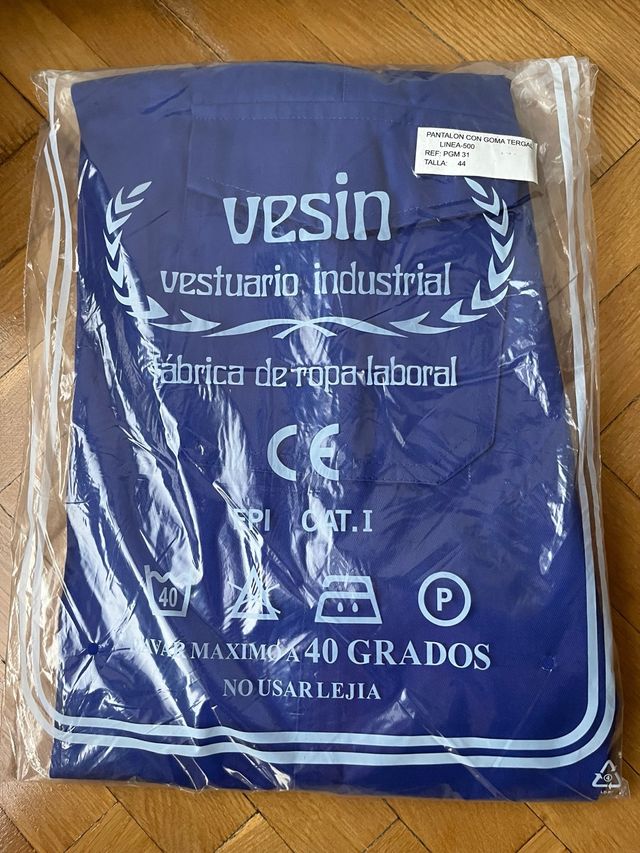 PANTALON CON GOMA TERGAL
LINEA-500
REF: PGM 31
TALLA: 44
vesin
vestuario industrial
fábrica de ropa laboral
CE
EPI CAT.I
40
P
LAVAR MAXIMO A 40 GRADOS
NO USAR LEJIA
4